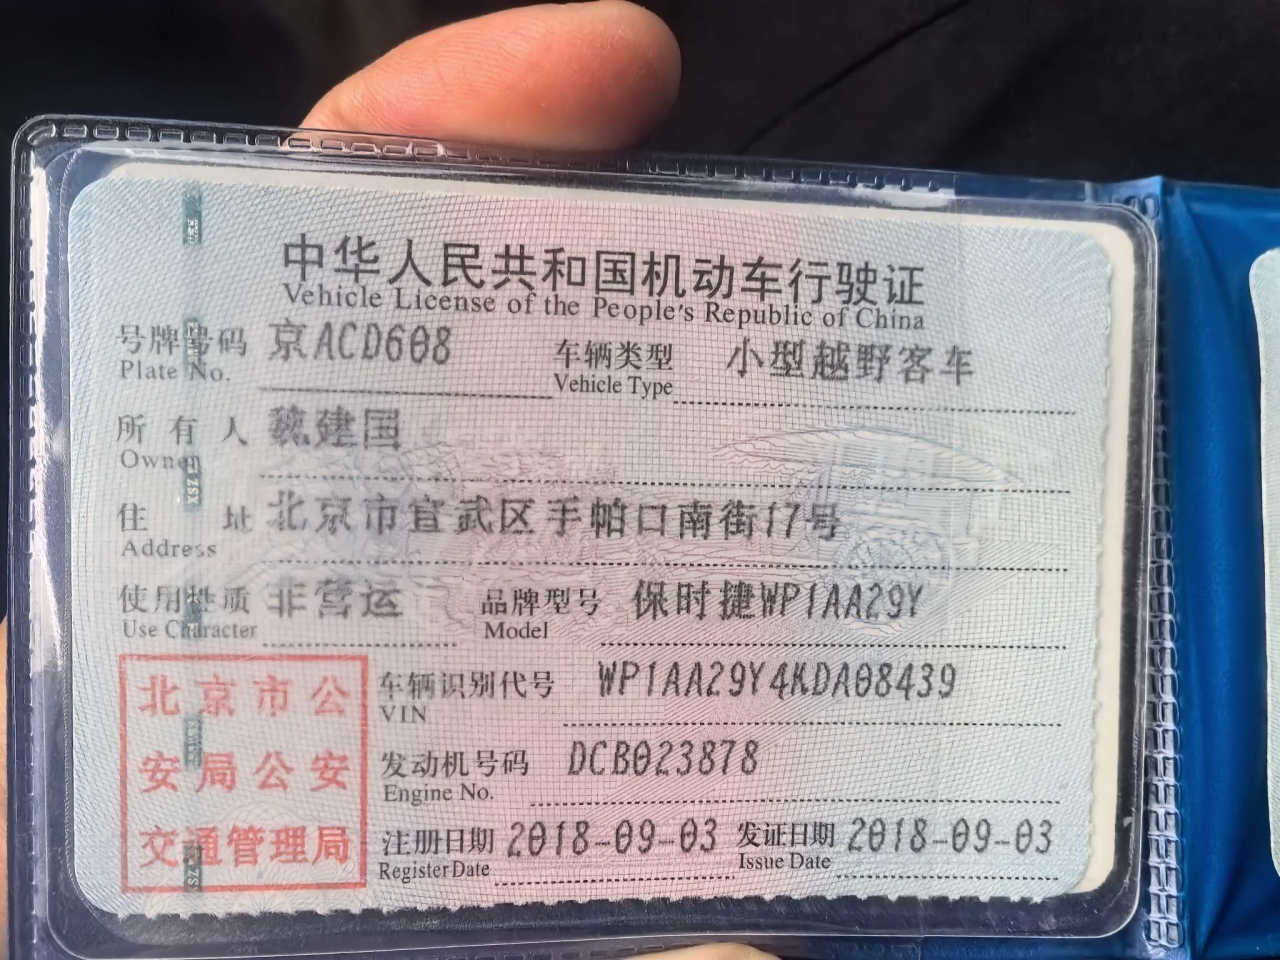 中华人民共和国机动车行驶证
Vehicle License of the People's Republic of China
号牌号码 京ACD608 车辆类型 小型越野客车
Plate No. Vehicle Type
所有人 魏建国
Owner
住址 北京市宣武区手帕口南街17号
Address
使用性质 非营运 品牌型号 保时捷WP1AA29Y
Use Character Model
北京市公
安局公安
交通管理局
车辆识别代号 WP1AA29Y4KDA08439
VIN
发动机号码 DCB023878
Engine No.
注册日期 2018-09-03 发证日期 2018-09-03
Register Date Issue Date